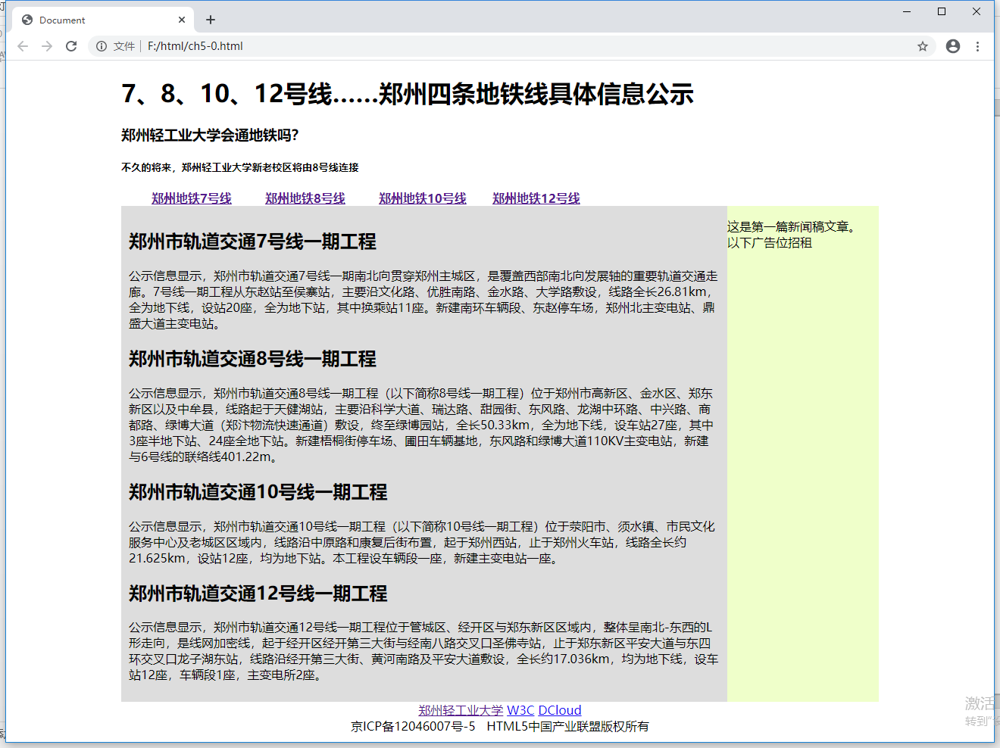 Document
文件 F:/html/ch5-0.html
7、8、10、12号线……郑州四条地铁线具体信息公示
郑州轻工业大学会通地铁吗?
不久的将来，郑州轻工业大学新老校区将由8号线连接
郑州地铁7号线 郑州地铁8号线 郑州地铁10号线 郑州地铁12号线
郑州市轨道交通7号线一期工程
公示信息显示，郑州市轨道交通7号线一期南北向贯穿郑州主城区，是覆盖西部南北向发展轴的重要轨道交通走
廊。7号线一期工程从东赵站至侯寨站，主要沿文化路、优胜南路、金水路、大学路敷设，线路全长26.81km，
全为地下线，设站20座，全为地下站，其中换乘站11座。新建南环车辆段、东赵停车场，郑州北主变电站、鼎
盛大道主变电站。
郑州市轨道交通8号线一期工程
公示信息显示，郑州市轨道交通8号线一期工程（以下简称8号线一期工程）位于郑州市高新区、金水区、郑东
新区以及中牟县，线路起于天健湖站，主要沿科学大道、瑞达路、甜园街、东风路、龙湖中环路、中兴路、商
都路、绿博大道（郑汴物流快速通道）敷设，终至绿博园站，全长50.33km，全为地下线，设车站27座，其中
3座半地下站、24座全地下站。新建梧桐街停车场、圃田车辆基地，东风路和绿博大道110KV主变电站，新建
与6号线的联络线401.22m。
郑州市轨道交通10号线一期工程
公示信息显示，郑州市轨道交通10号线一期工程（以下简称10号线一期工程）位于荥阳市、须水镇、市民文化
服务中心及老城区区域内，线路沿中原路和康复后街布置，起于郑州西站，止于郑州火车站，线路全长约
21.625km，设站12座，均为地下站。本工程设车辆段一座，新建主变电站一座。
郑州市轨道交通12号线一期工程
公示信息显示，郑州市轨道交通12号线一期工程位于管城区、经开区与郑东新区区域内，整体呈南北-东西的L
形走向，是线网加密线，起于经开区经开第三大街与经南八路交叉口圣佛寺站，止于郑东新区平安大道与东四
环交叉口龙子湖东站，线路沿经开第三大街、黄河南路及平安大道敷设，全长约17.036km，均为地下线，设车
站12座，车辆段1座，主变电所2座。
这是第一篇新闻稿文章。
以下广告位招租
郑州轻工业大学 W3C DCloud
京ICP备12046007号-5 HTML5中国产业联盟版权所有
激活
转到“